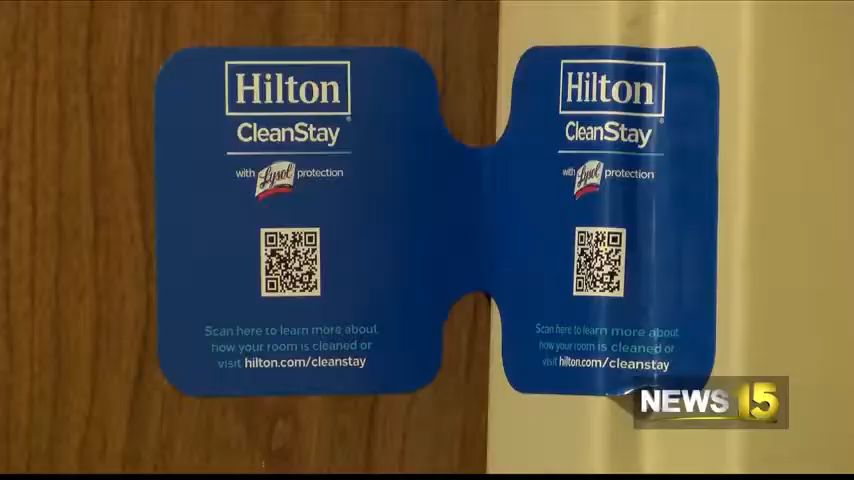 Hilton
CleanStay®
with Lysol protection
Scan here to learn more about
how your room is cleaned or
visit hilton.com/cleanstay
Hilton
CleanStay®
with Lysol protection
Scan here to learn more about
how your room is cleaned or
visit hilton.com/cleanstay
NEWS 15